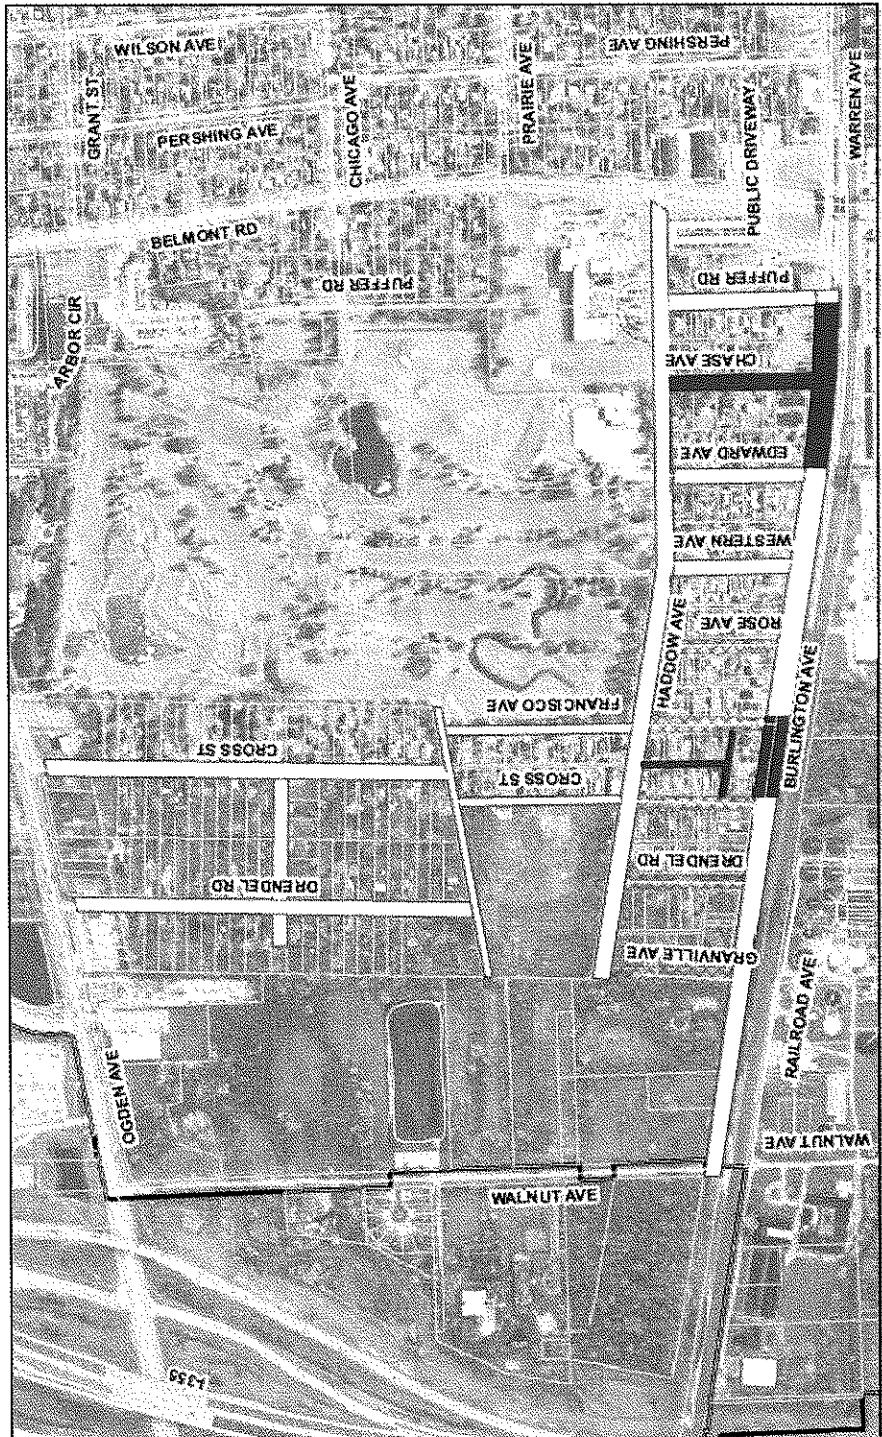 WILSON AVE
PERSHING AVE
GRANT ST
CHICAGO AVE
PRAIRIE AVE
PERSHING AVE
PUBLIC DRIVEWAY
WARREN AVE
BELMONT RD
PUFFER RD
PUFFER RD
ARBOR CIR
CHASE AVE
EDWARD AVE
WESTERN AVE
ROSE AVE
HADDOW AVE
FRANCISCO AVE
BURLINGTON AVE
CROSS ST
CROSS ST
DRENDEL RD
DRENDEL RD
GRANVILLE AVE
RAILROAD AVE
OGDEN AVE
WALNUT AVE
WALNUT AVE
I-355